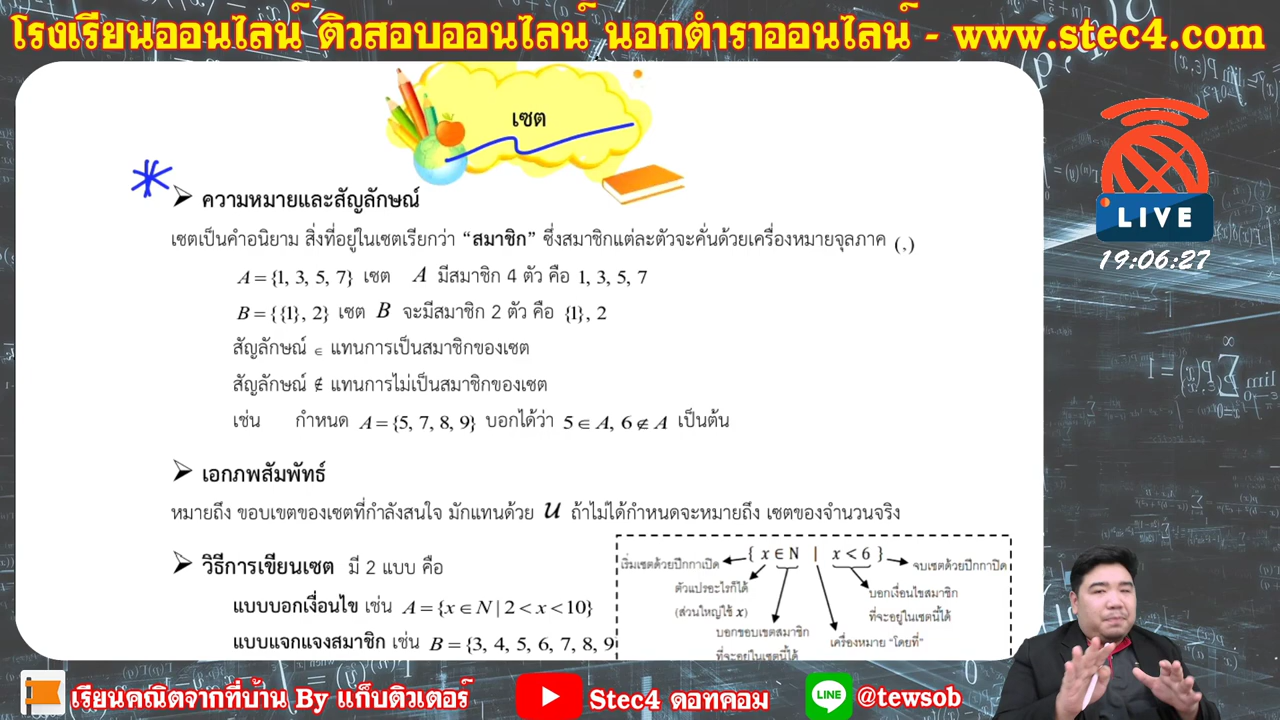 โรงเรียนออนไลน์ ติวสอบออนไลน์ นอกตำราออนไลน์ - www.stec4.com
เซต
LIVE
19:06:27
➢ ความหมายและสัญลักษณ์
เซตเป็นคำอนิยาม สิ่งที่อยู่ในเซตเรียกว่า “สมาชิก” ซึ่งสมาชิกแต่ละตัวจะคั่นด้วยเครื่องหมายจุลภาค (,)
A = {1, 3, 5, 7} เซต A มีสมาชิก 4 ตัว คือ 1, 3, 5, 7
B = {{1}, 2} เซต B จะมีสมาชิก 2 ตัว คือ {1}, 2
สัญลักษณ์ ∈ แทนการเป็นสมาชิกของเซต
สัญลักษณ์ ∉ แทนการไม่เป็นสมาชิกของเซต
เช่น กำหนด A = {5, 7, 8, 9} บอกได้ว่า 5 ∈ A, 6 ∉ A เป็นต้น
➢ เอกภพสัมพัทธ์
หมายถึง ขอบเขตของเซตที่กำลังสนใจ มักแทนด้วย u ถ้าไม่ได้กำหนดจะหมายถึง เซตของจำนวนจริง
➢ วิธีการเขียนเซต มี 2 แบบ คือ
แบบบอกเงื่อนไข เช่น A = {x ∈ N | 2 < x < 10}
แบบแจกแจงสมาชิก เช่น B = {3, 4, 5, 6, 7, 8, 9
{ x ∈ N | x < 6 }
เริ่มเซตด้วยปีกกาเปิด
จบเซตด้วยปีกกาปิด
ตัวแปรอะไรก็ได้
(ส่วนใหญ่ใช้ x)
บอกเงื่อนไขสมาชิก
ที่จะอยู่ในเซตนี้ได้
บอกขอบเขตสมาชิก
ที่จะอยู่ในเซตนี้ได้
เครื่องหมาย “โดยที่”
เรียนคณิตจากที่บ้าน By แก็บติวเตอร์
Stec4 ดอทคอม
LINE
@tewsob